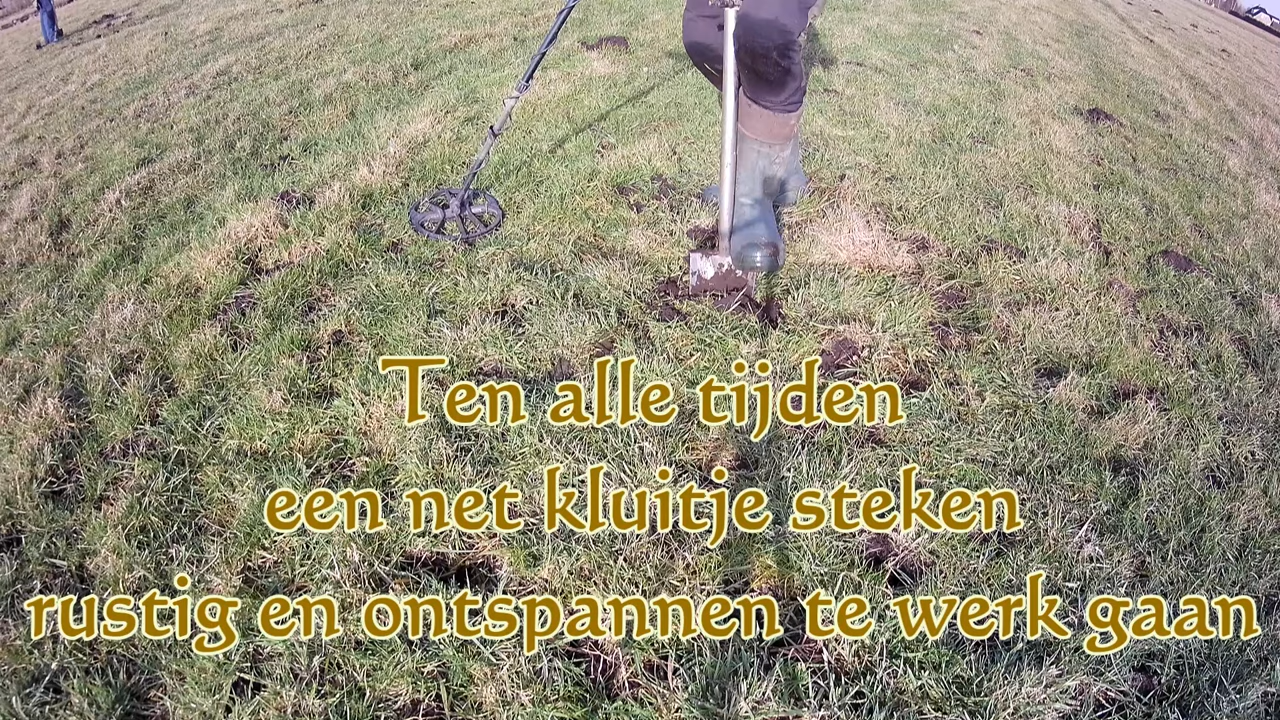 Ten alle tijden
een net kluitje steken
rustig en ontspannen te werk gaan